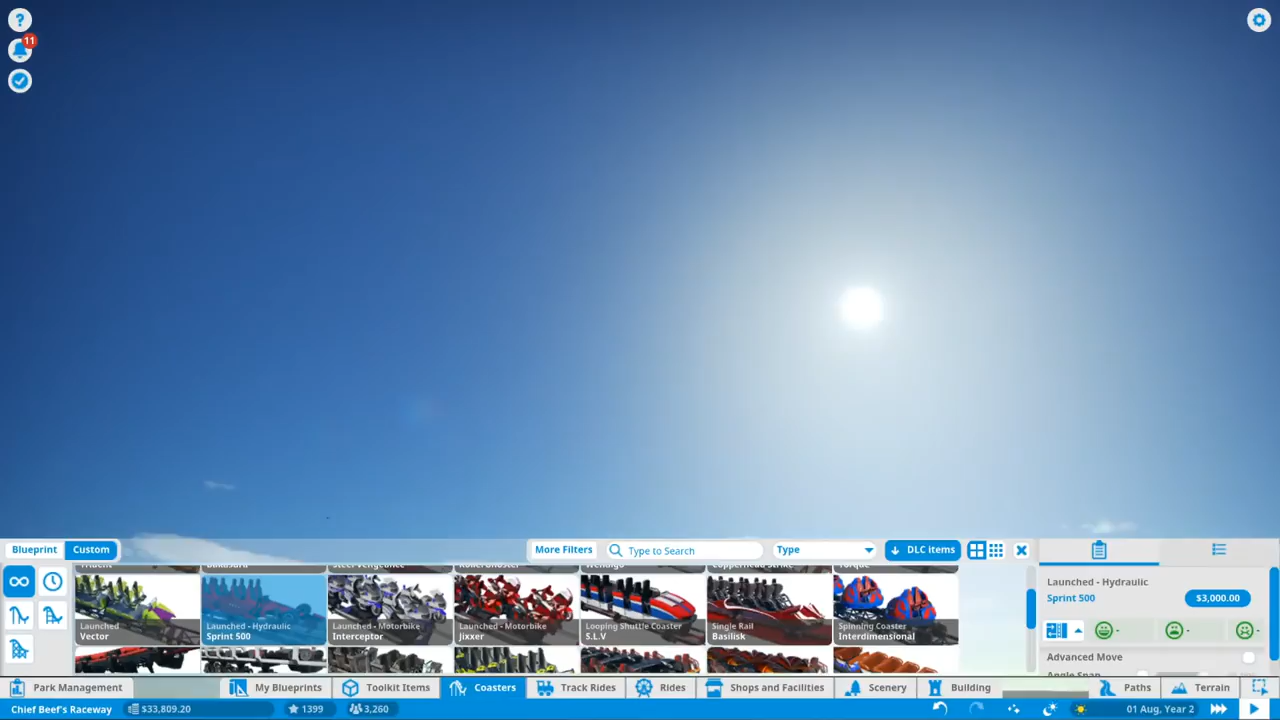 ?
11
Blueprint
Custom
More Filters
Type to Search
Type
DLC items
Launched
Vector
Launched - Hydraulic
Sprint 500
Launched - Motorbike
Interceptor
Launched - Motorbike
Jixxer
Looping Shuttle Coaster
S.L.V
Single Rail
Basilisk
Spinning Coaster
Interdimensional
Launched - Hydraulic
Sprint 500
$3,000.00
-
-
-
Advanced Move
Angle Snap
Park Management
My Blueprints
Toolkit Items
Coasters
Track Rides
Rides
Shops and Facilities
Scenery
Building
Paths
Terrain
Chief Beef's Raceway
$33,809.20
1399
3,260
01 Aug, Year 2